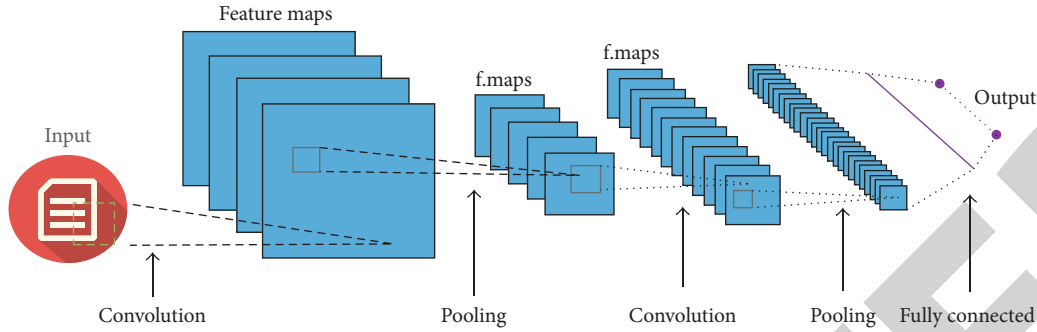 Feature maps
f.maps
f.maps
Input
Output
Convolution
Pooling
Convolution
Pooling
Fully connected